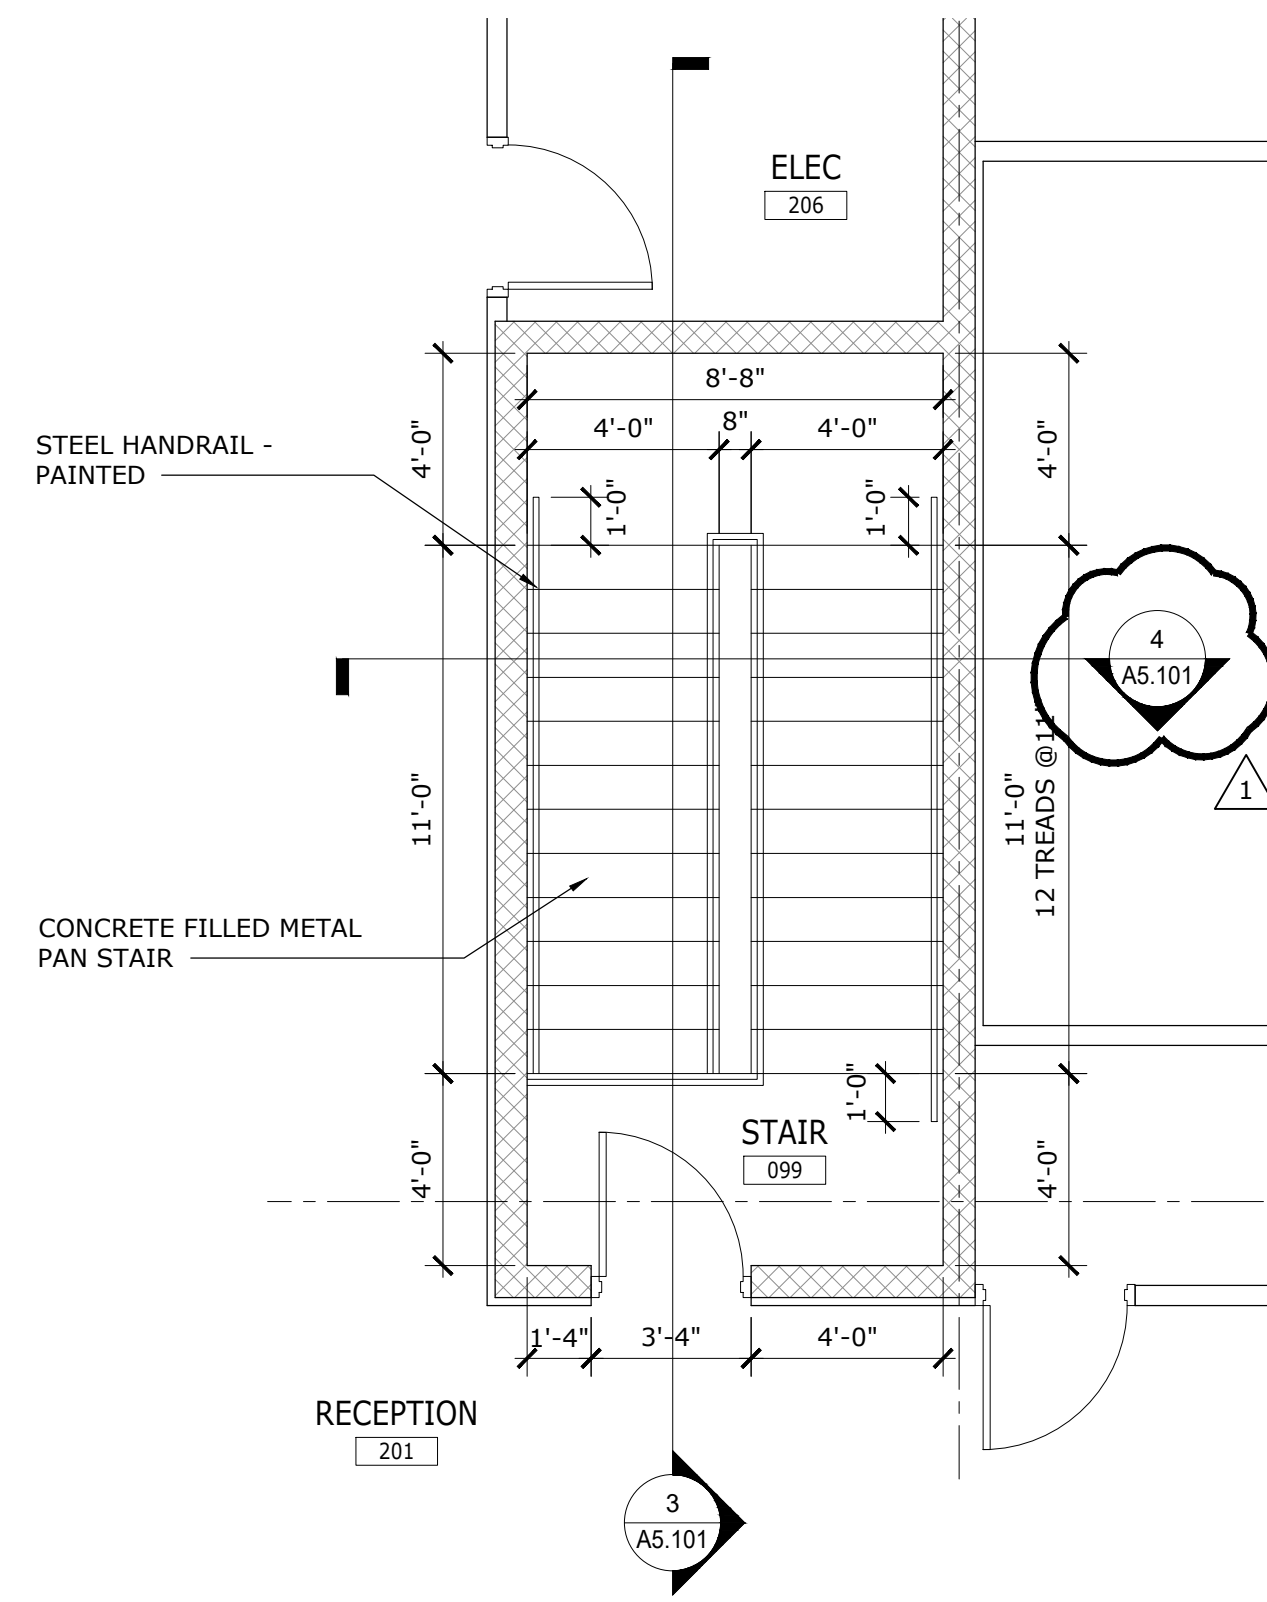 ELEC
206
8'-8"
4'-0"
8"
4'-0"
4'-0"
4'-0"
STEEL HANDRAIL -
PAINTED
1'-0"
1'-0"
4
A5.101
11'-0"
11'-0"
12 TREADS @11"
1
CONCRETE FILLED METAL
PAN STAIR
1'-0"
STAIR
099
4'-0"
4'-0"
1'-4"
3'-4"
4'-0"
RECEPTION
201
3
A5.101